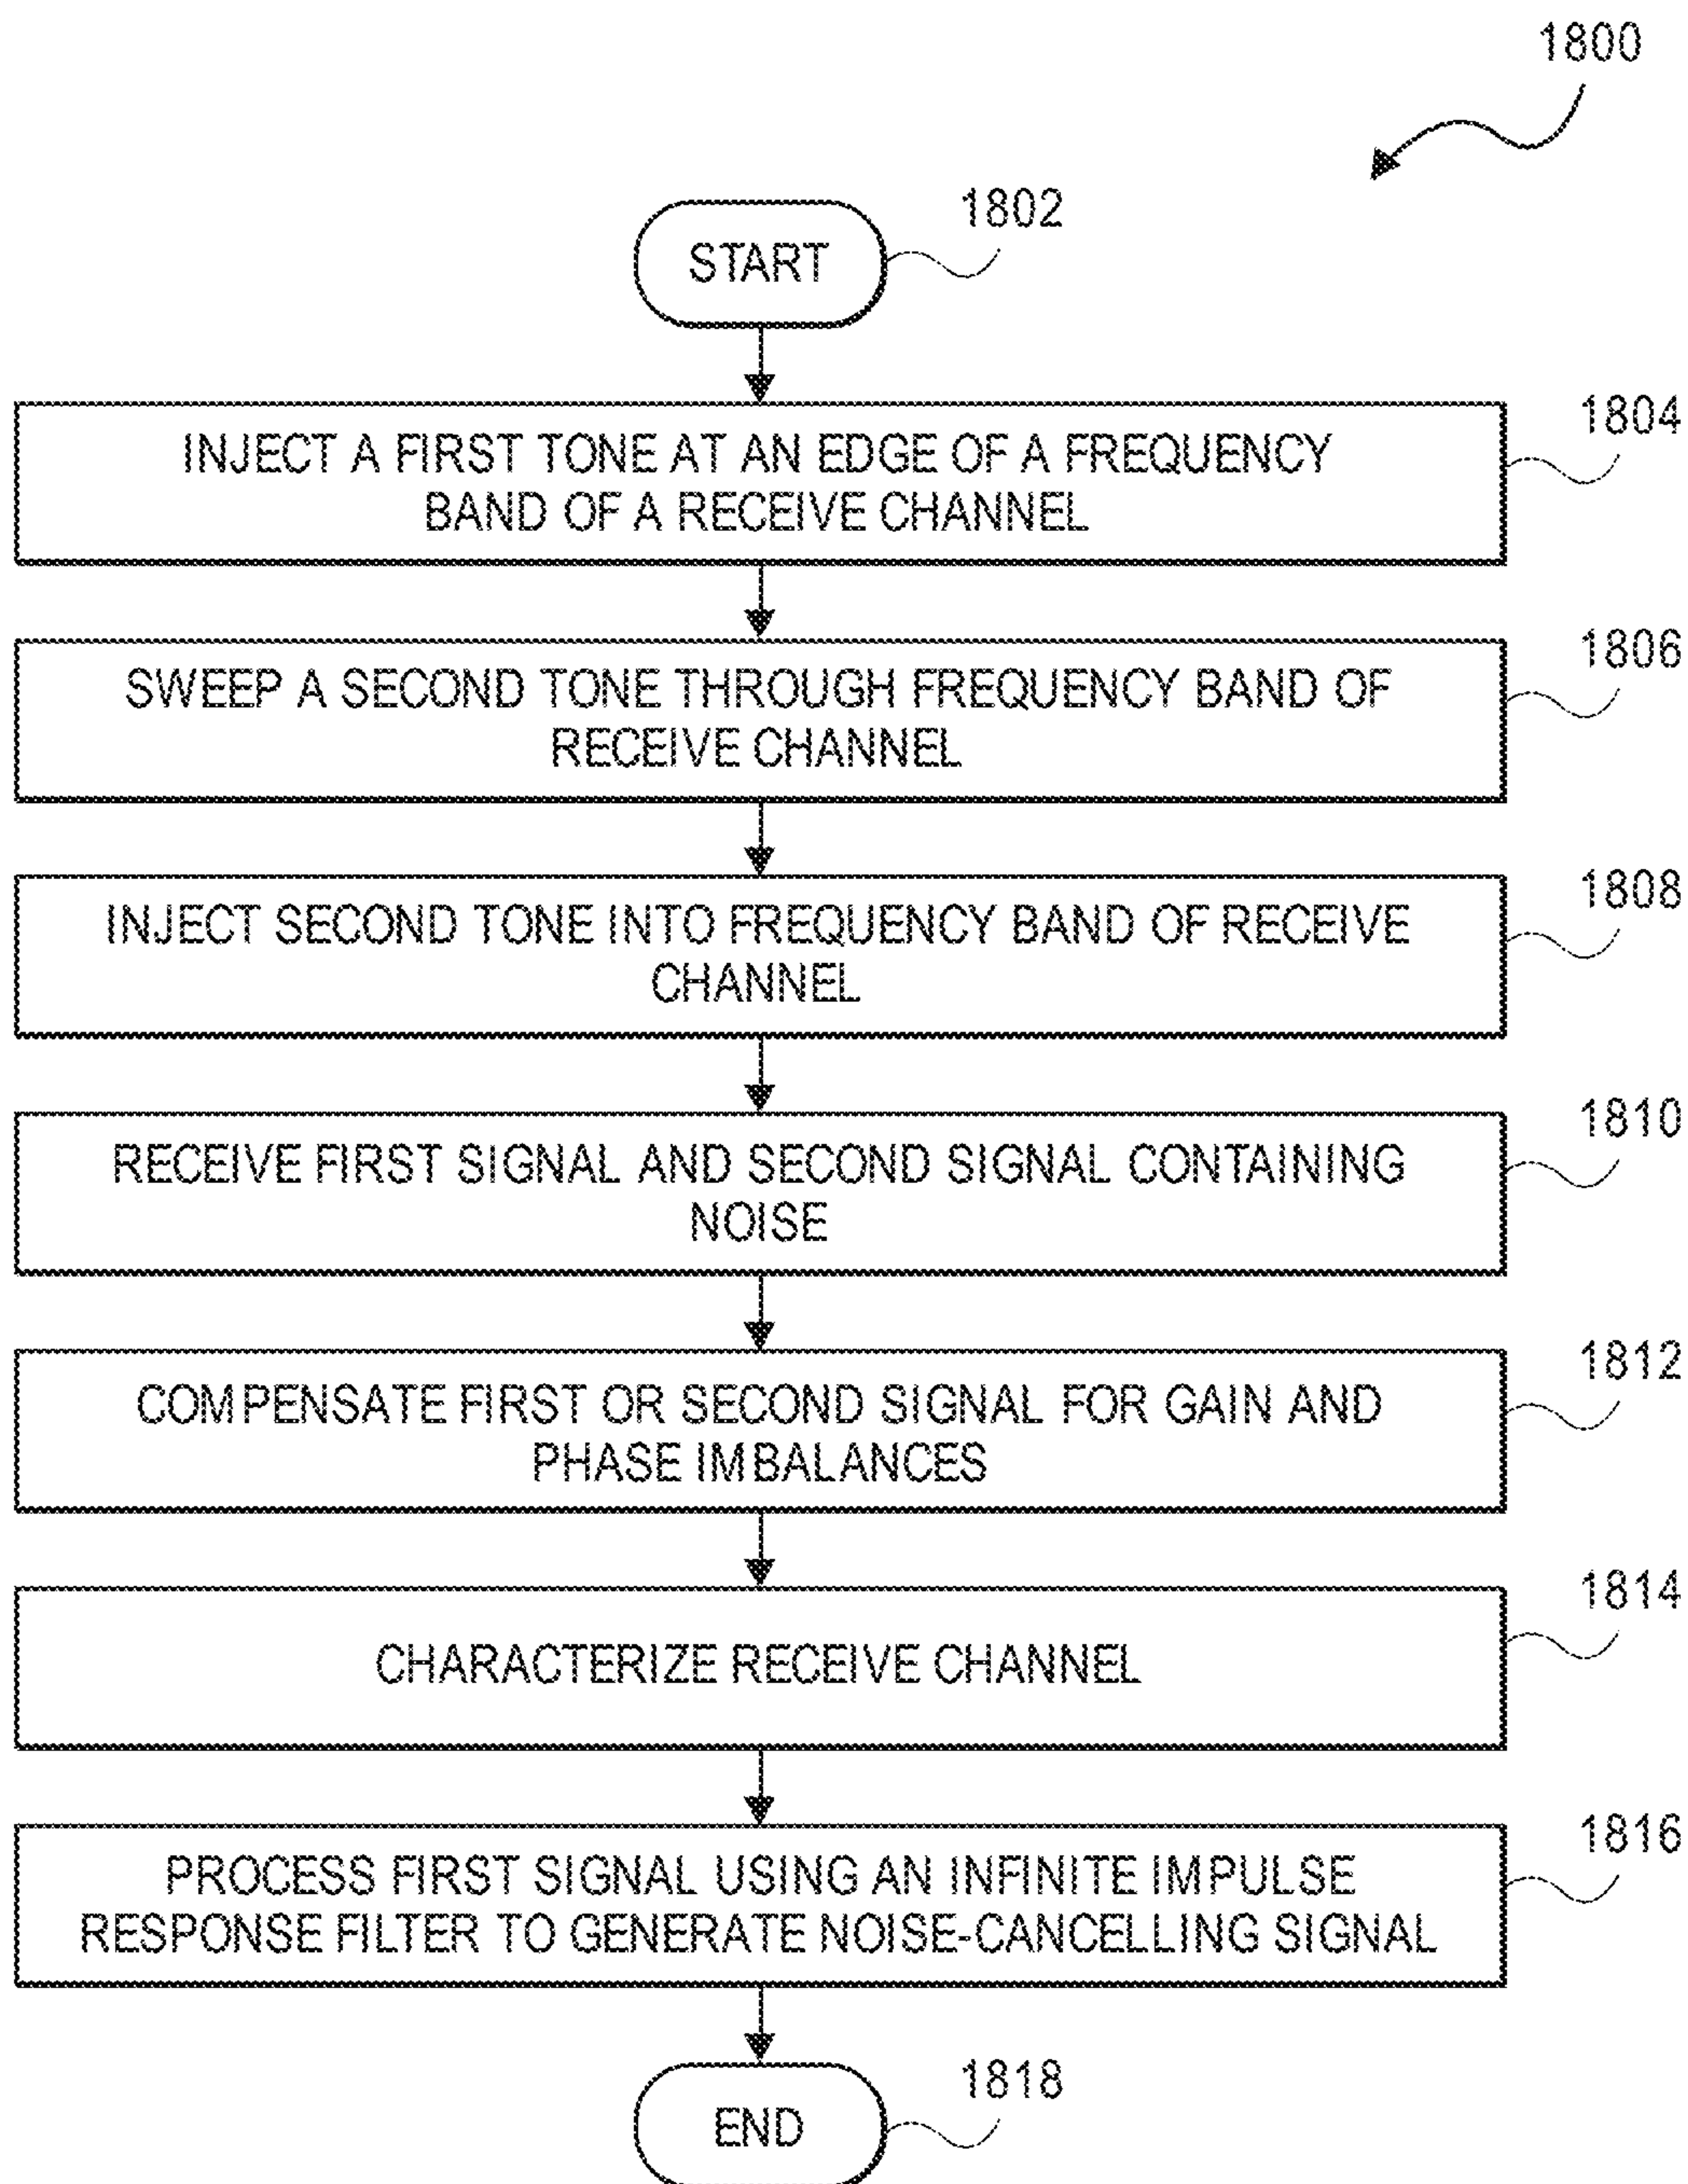 1800
1802
START
1804
INJECT A FIRST TONE AT AN EDGE OF A FREQUENCY
BAND OF A RECEIVE CHANNEL
1806
SWEEP A SECOND TONE THROUGH FREQUENCY BAND OF
RECEIVE CHANNEL
1808
INJECT SECOND TONE INTO FREQUENCY BAND OF RECEIVE
CHANNEL
1810
RECEIVE FIRST SIGNAL AND SECOND SIGNAL CONTAINING
NOISE
1812
COMPENSATE FIRST OR SECOND SIGNAL FOR GAIN AND
PHASE IMBALANCES
1814
CHARACTERIZE RECEIVE CHANNEL
1816
PROCESS FIRST SIGNAL USING AN INFINITE IMPULSE
RESPONSE FILTER TO GENERATE NOISE-CANCELLING SIGNAL
1818
END